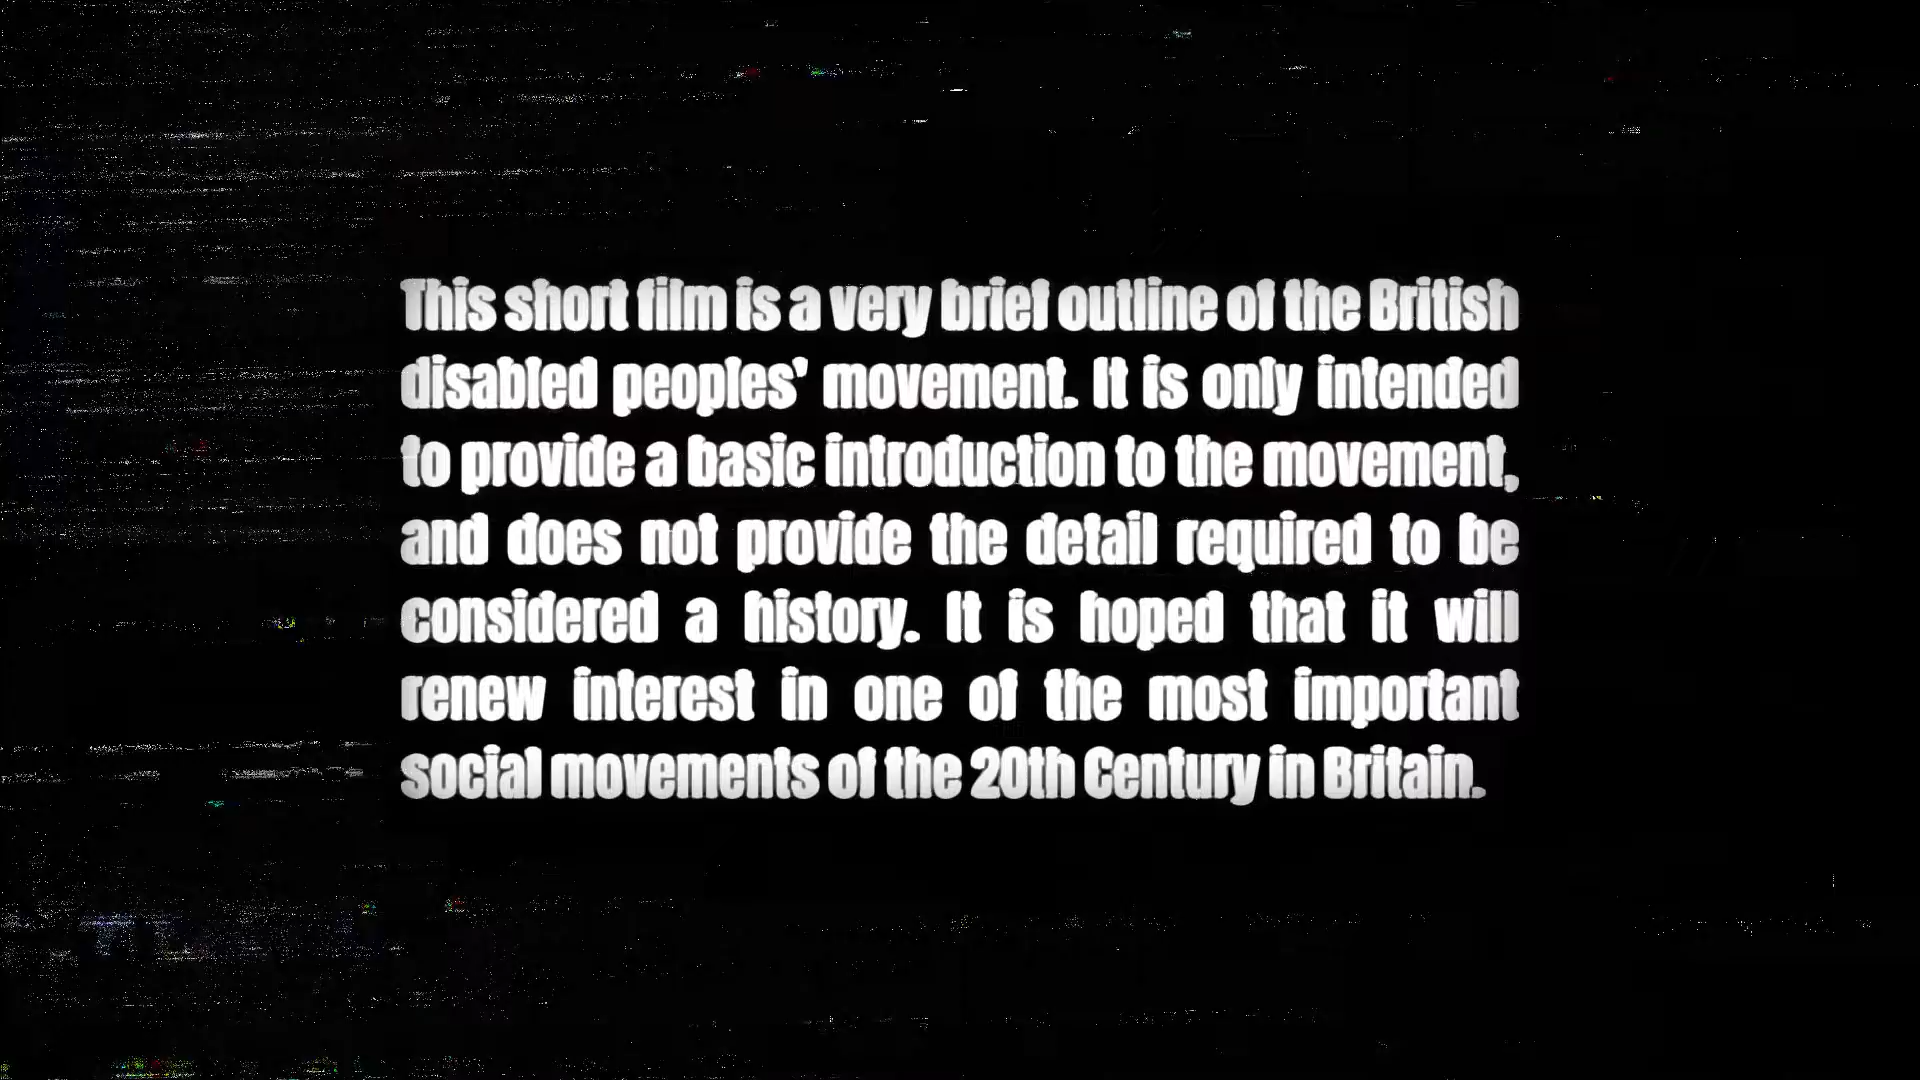 This short film is a very brief outline of the British
disabled peoples' movement. It is only intended
to provide a basic introduction to the movement,
and does not provide the detail required to be
considered a history. It is hoped that it will
renew interest in one of the most important
social movements of the 20th Century in Britain.